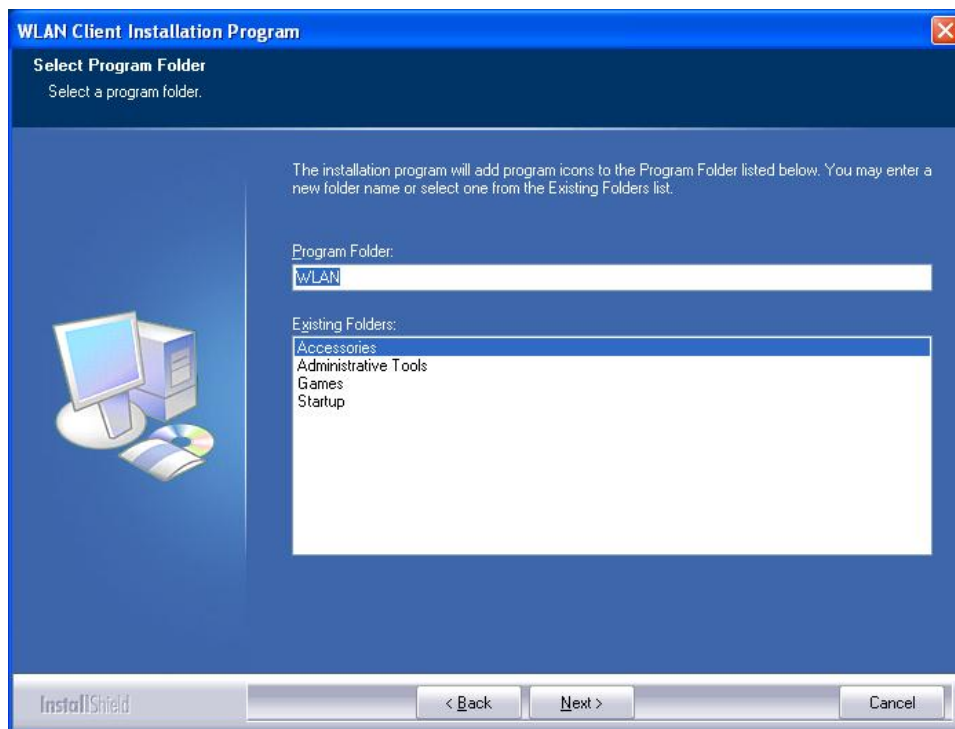 WLAN Client Installation Program
Select Program Folder
Select a program folder.
The installation program will add program icons to the Program Folder listed below. You may enter a
new folder name or select one from the Existing Folders list.
Program Folder:
WLAN
Existing Folders:
Accessories
Administrative Tools
Games
Startup
InstallShield
< Back
Next >
Cancel